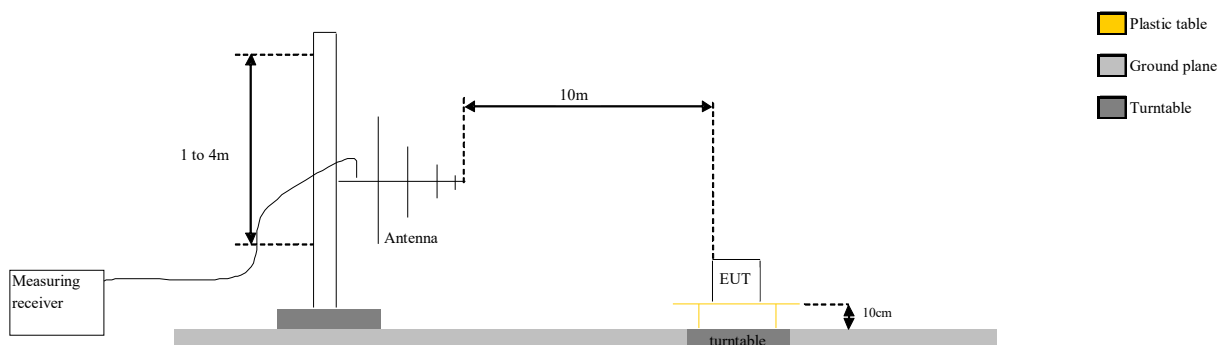 Plastic table
10m
Ground plane
Turntable
1 to 4m
Antenna
Measuring
receiver
EUT
10cm
turntable